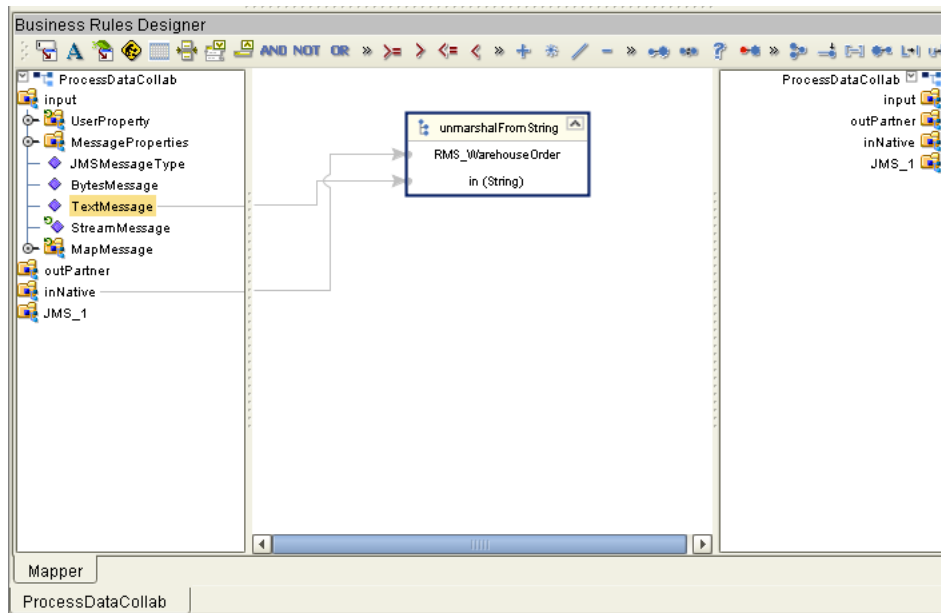 Business Rules Designer
A AND NOT OR » >= > <= < » + / - » ? »
ProcessDataCollab
input
UserProperty
MessageProperties
JMSMessageType
BytesMessage
TextMessage
StreamMessage
MapMessage
outPartner
inNative
JMS_1
unmarshalFromString
RMS_WarehouseOrder
in (String)
ProcessDataCollab
input
outPartner
inNative
JMS_1
Mapper
ProcessDataCollab